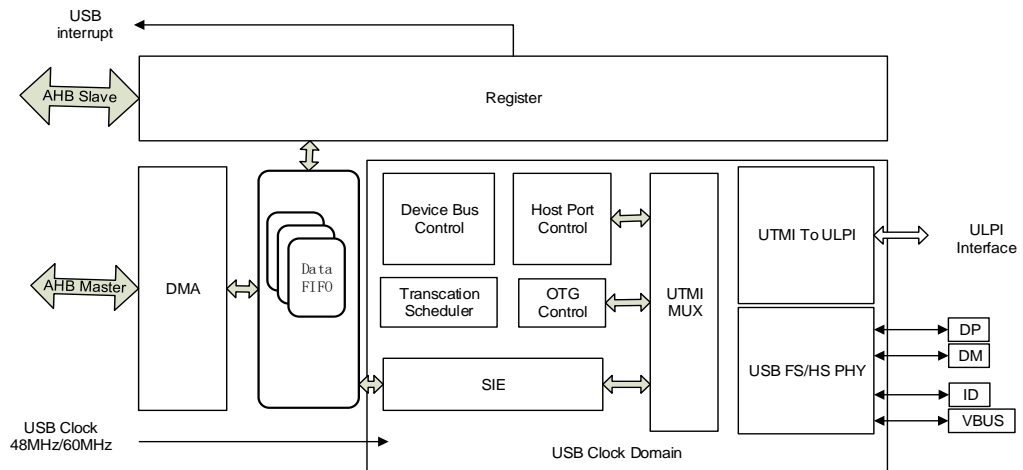 USB
interrupt
AHB Slave
Register
Device Bus
Control
Host Port
Control
UTMI To ULPI
ULPI
Interface
Data
FIFO
AHB Master
DMA
Transcation
Scheduler
OTG
Control
UTMI
MUX
DP
USB FS/HS PHY
DM
SIE
ID
VBUS
USB Clock
48MHz/60MHz
USB Clock Domain